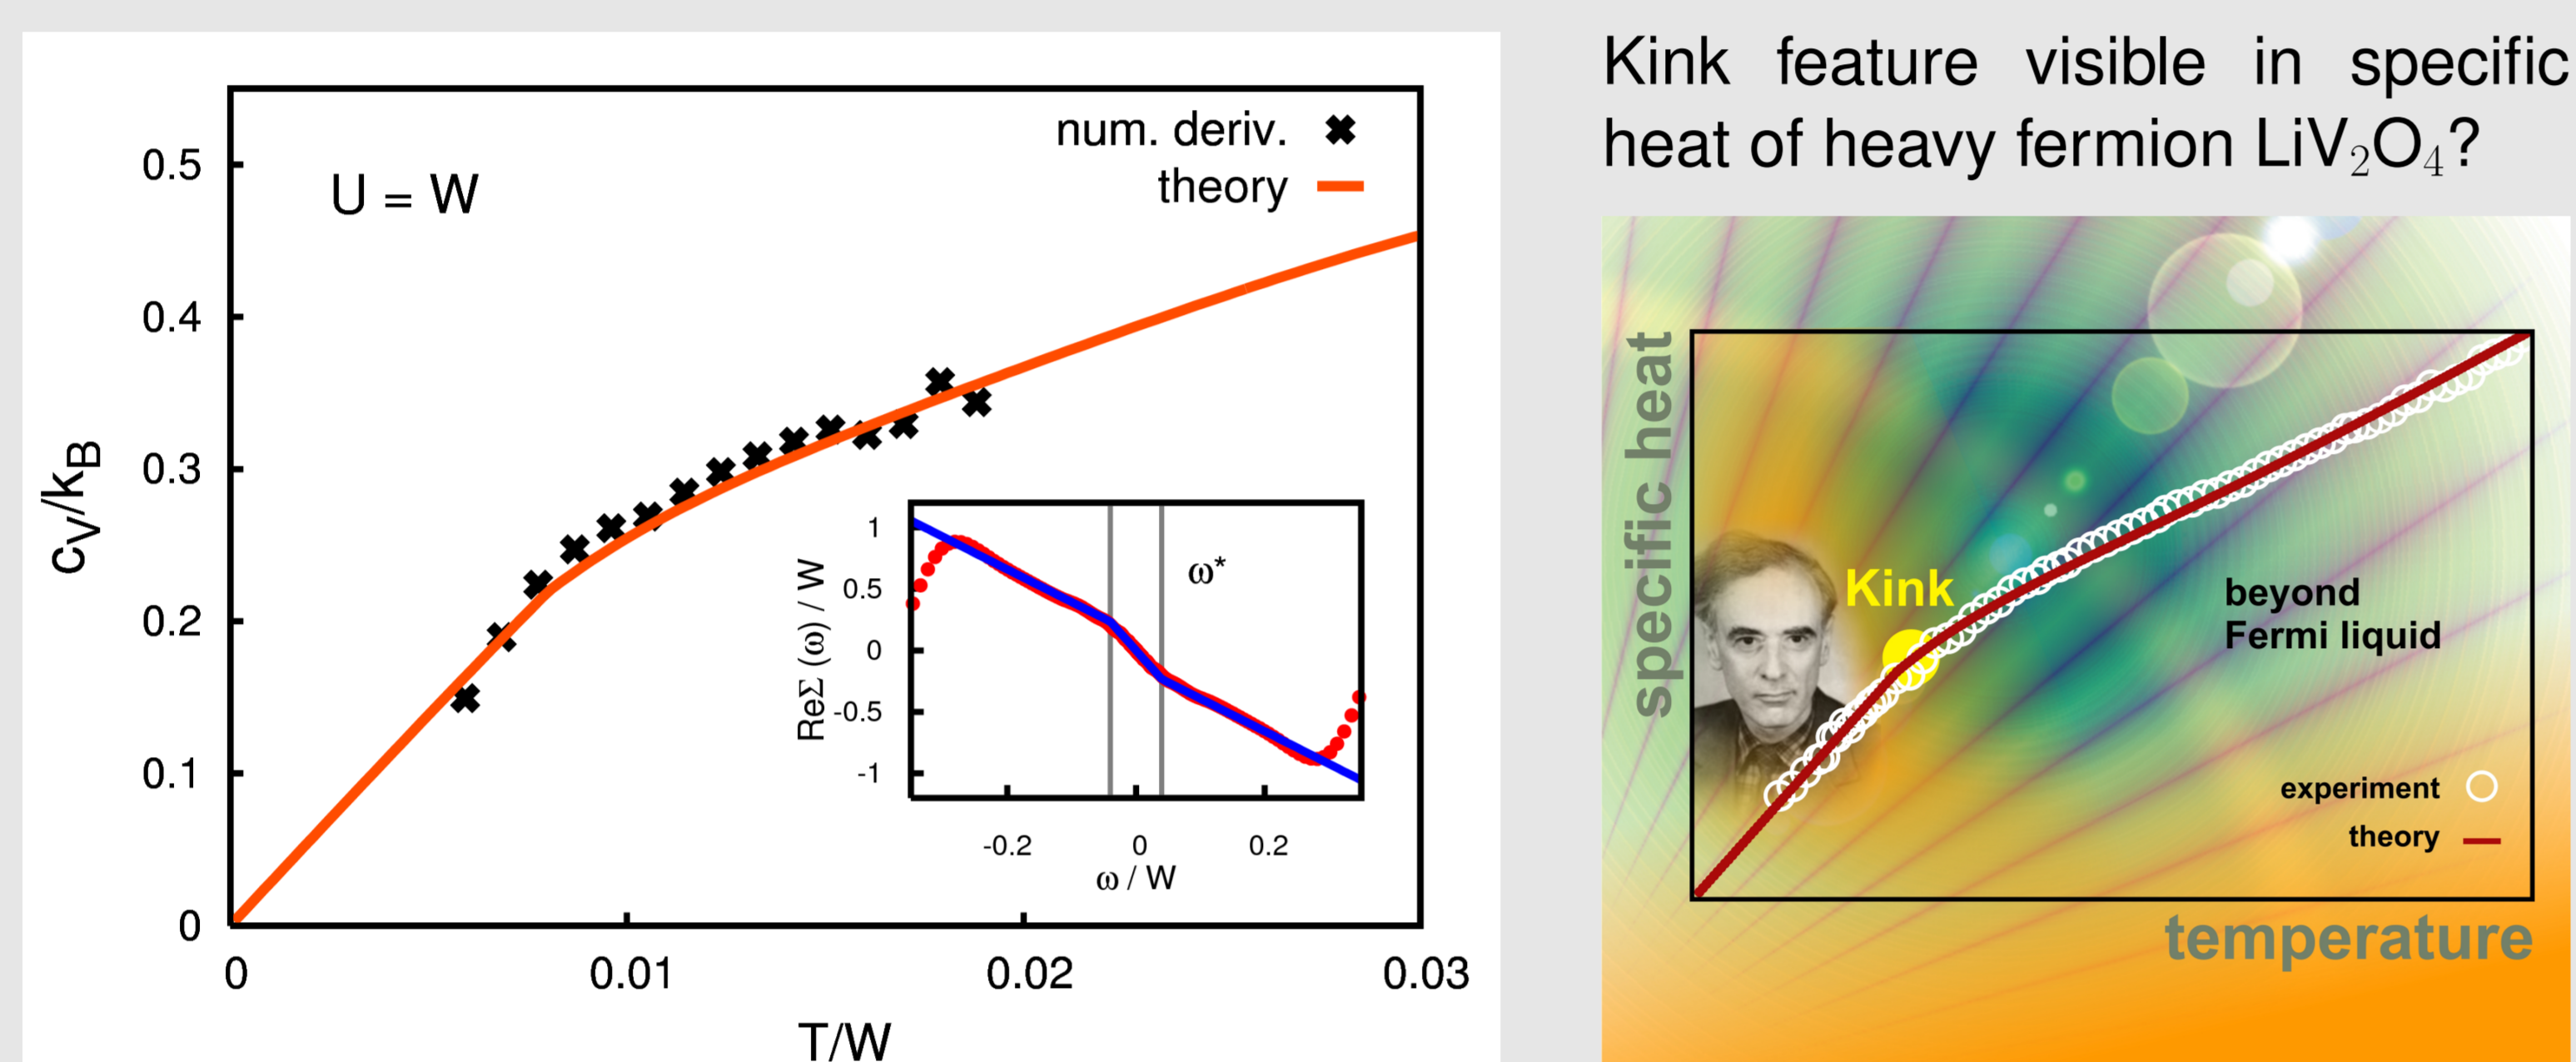 0.5
0.4
0.3
0.2
0.1
0
c_V/k_B
U = W
num. deriv.
theory
0
0.01
0.02
0.03
T/W
1
0.5
0
-0.5
-1
ReΣ (ω) / W
ω*
-0.2
0
0.2
ω / W
Kink feature visible in specific
heat of heavy fermion LiV₂O₄?
specific heat
Kink
beyond
Fermi liquid
experiment
theory
temperature